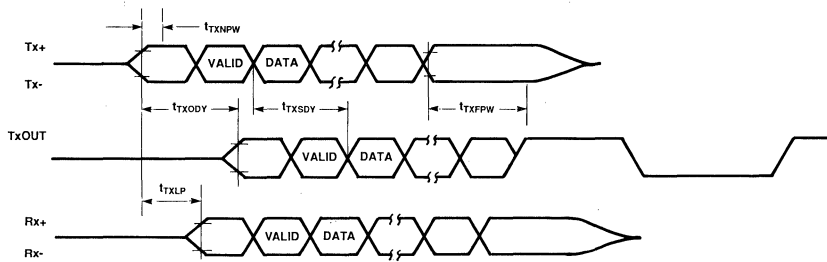 tTXNPW
Tx+
VALID
DATA
Tx-
tTXODY
tTXSDY
tTXFPW
TxOUT
VALID
DATA
tTXLP
Rx+
VALID
DATA
Rx-